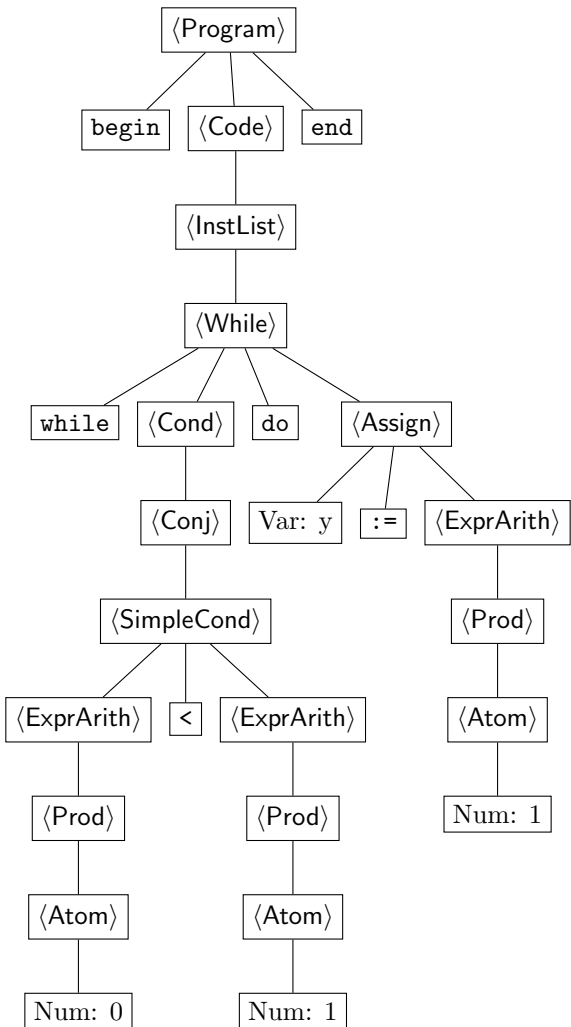 ⟨Program⟩
begin ⟨Code⟩ end
⟨InstList⟩
⟨While⟩
while ⟨Cond⟩ do ⟨Assign⟩
⟨Conj⟩ Var: y := ⟨ExprArith⟩
⟨SimpleCond⟩ ⟨Prod⟩
⟨ExprArith⟩ < ⟨ExprArith⟩ ⟨Atom⟩
⟨Prod⟩ ⟨Prod⟩ Num: 1
⟨Atom⟩ ⟨Atom⟩
Num: 0 Num: 1